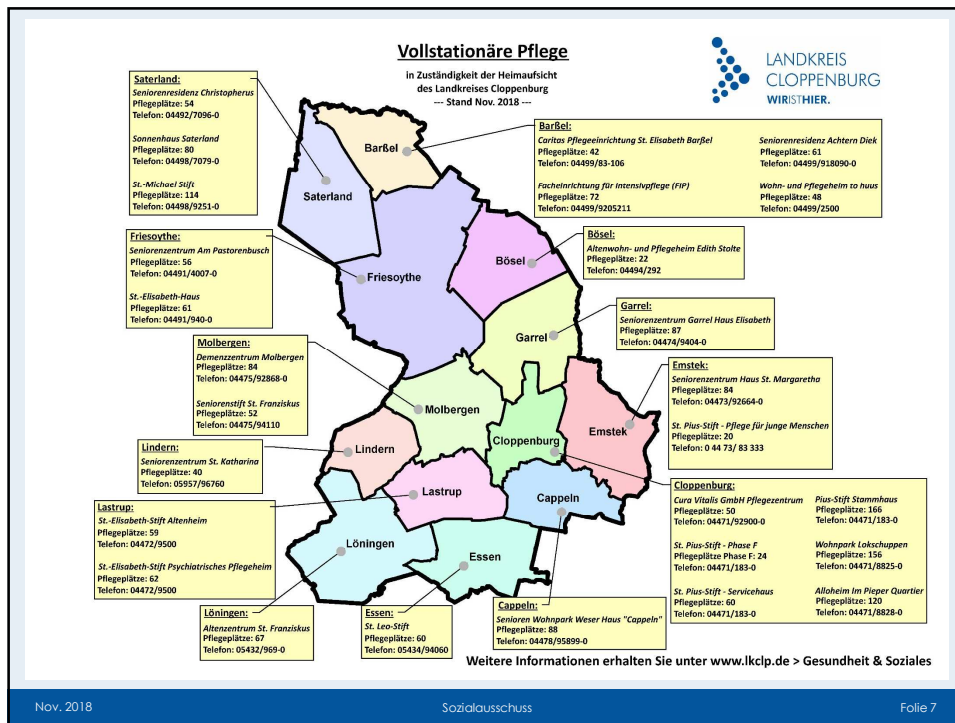 Vollstationäre Pflege
in Zuständigkeit der Heimaufsicht
des Landkreises Cloppenburg
--- Stand Nov. 2018 ---
LANDKREIS
CLOPPENBURG
WIRISTHIER.
Saterland:
Seniorenresidenz Christopherus
Pflegeplätze: 54
Telefon: 04492/7096-0
Sonnenhaus Saterland
Pflegeplätze: 80
Telefon: 04498/7079-0
St.-Michael Stift
Pflegeplätze: 114
Telefon: 04498/9251-0
Barßel:
Caritas Pflegeeinrichtung St. Elisabeth Barßel
Pflegeplätze: 42
Telefon: 04499/83-106
Facheinrichtung für Intensivpflege (FIP)
Pflegeplätze: 72
Telefon: 04499/9205211
Seniorenresidenz Achtern Diek
Pflegeplätze: 61
Telefon: 04499/918090-0
Wohn- und Pflegeheim to huus
Pflegeplätze: 48
Telefon: 04499/2500
Friesoythe:
Seniorenzentrum Am Pastorenbusch
Pflegeplätze: 56
Telefon: 04491/4007-0
St.-Elisabeth-Haus
Pflegeplätze: 61
Telefon: 04491/940-0
Bösel:
Altenwohn- und Pflegeheim Edith Stolte
Pflegeplätze: 22
Telefon: 04494/292
Garrel:
Seniorenzentrum Garrel Haus Elisabeth
Pflegeplätze: 87
Telefon: 04474/9404-0
Molbergen:
Demenzzentrum Molbergen
Pflegeplätze: 84
Telefon: 04475/92868-0
Seniorenstift St. Franziskus
Pflegeplätze: 52
Telefon: 04475/94110
Emstek:
Seniorenzentrum Haus St. Margaretha
Pflegeplätze: 84
Telefon: 04473/92664-0
St. Pius-Stift - Pflege für junge Menschen
Pflegeplätze: 20
Telefon: 0 44 73/ 83 333
Lindern:
Seniorenzentrum St. Katharina
Pflegeplätze: 40
Telefon: 05957/96760
Lastrup:
St.-Elisabeth-Stift Altenheim
Pflegeplätze: 59
Telefon: 04472/9500
St.-Elisabeth-Stift Psychiatrisches Pflegeheim
Pflegeplätze: 62
Telefon: 04472/9500
Cloppenburg:
Cura Vitalis GmbH Pflegezentrum
Pflegeplätze: 50
Telefon: 04471/92900-0
St. Pius-Stift - Phase F
Pflegeplätze Phase F: 24
Telefon: 04471/183-0
St. Pius-Stift - Servicehaus
Pflegeplätze: 60
Telefon: 04471/183-0
Pius-Stift Stammhaus
Pflegeplätze: 166
Telefon: 04471/183-0
Wohnpark Lokschuppen
Pflegeplätze: 156
Telefon: 04471/8825-0
Alloheim Im Pieper Quartier
Pflegeplätze: 120
Telefon: 04471/8828-0
Löningen:
Altenzentrum St. Franziskus
Pflegeplätze: 67
Telefon: 05432/969-0
Essen:
St. Leo-Stift
Pflegeplätze: 60
Telefon: 05434/94060
Cappeln:
Senioren Wohnpark Weser Haus "Cappeln"
Pflegeplätze: 88
Telefon: 04478/95899-0
Barßel
Saterland
Friesoythe
Bösel
Garrel
Molbergen
Cloppenburg
Emstek
Lindern
Lastrup
Cappeln
Löningen
Essen
Weitere Informationen erhalten Sie unter www.lkclp.de > Gesundheit & Soziales
Nov. 2018
Sozialausschuss
Folie 7